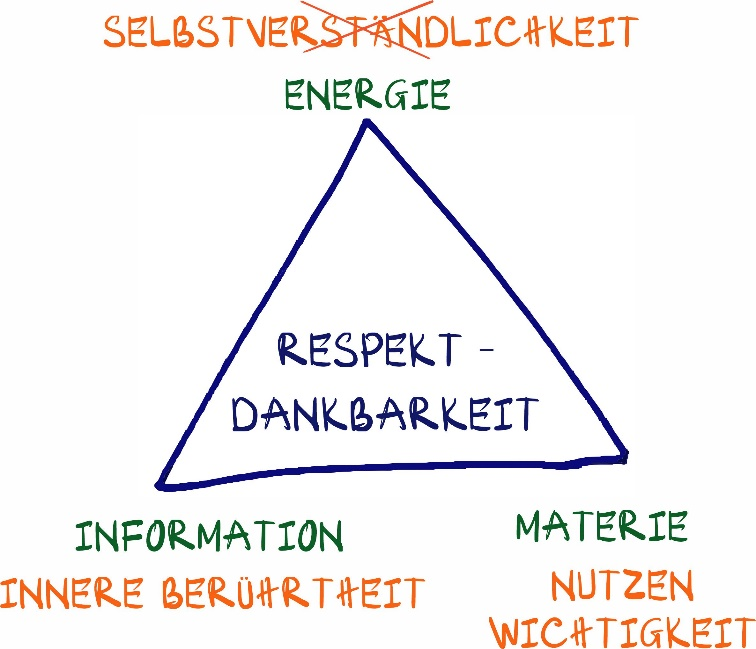 SELBSTVERSTÄNDLICHKEIT
ENERGIE
RESPEKT -
DANKBARKEIT
INFORMATION
MATERIE
INNERE BERÜHRTHEIT
NUTZEN
WICHTIGKEIT